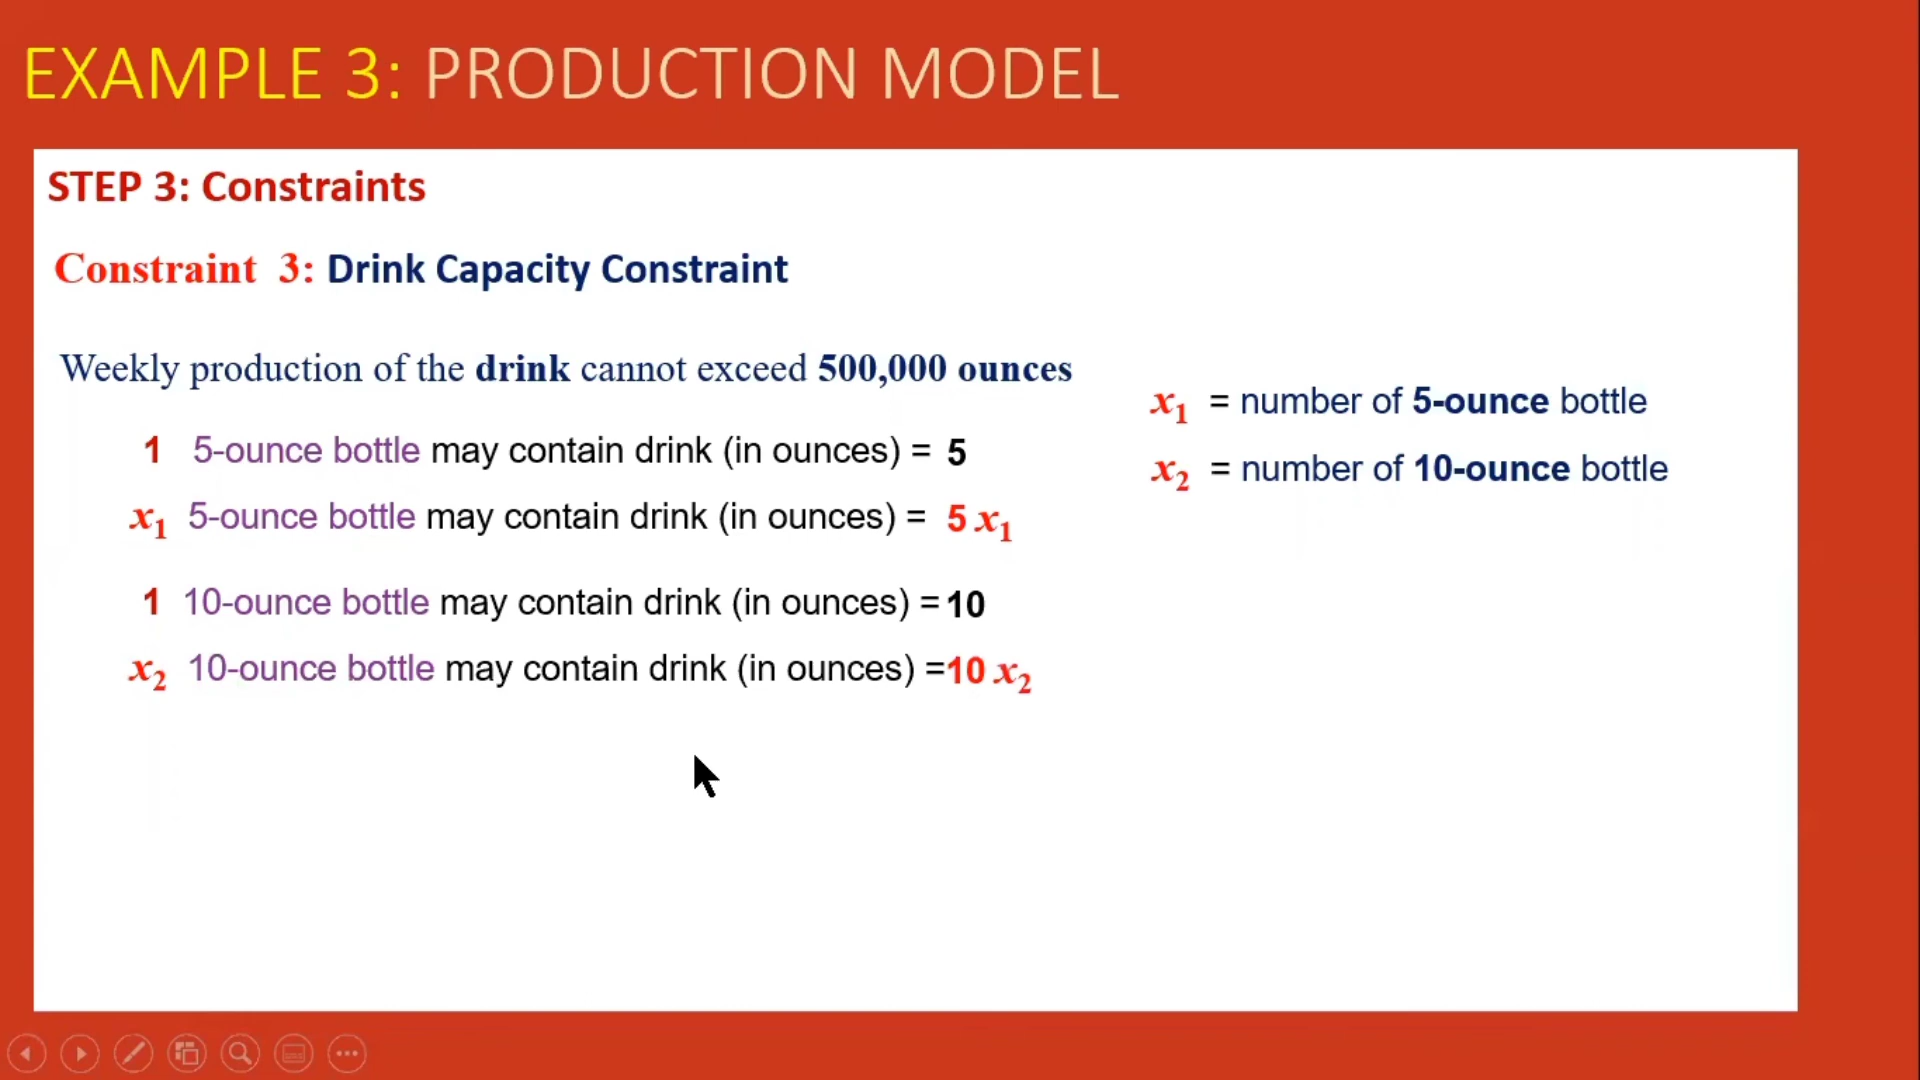 EXAMPLE 3: PRODUCTION MODEL
STEP 3: Constraints
Constraint 3: Drink Capacity Constraint
Weekly production of the drink cannot exceed 500,000 ounces
x₁ = number of 5-ounce bottle
x₂ = number of 10-ounce bottle
1 5-ounce bottle may contain drink (in ounces) = 5
x₁ 5-ounce bottle may contain drink (in ounces) = 5 x₁
1 10-ounce bottle may contain drink (in ounces) = 10
x₂ 10-ounce bottle may contain drink (in ounces) = 10 x₂